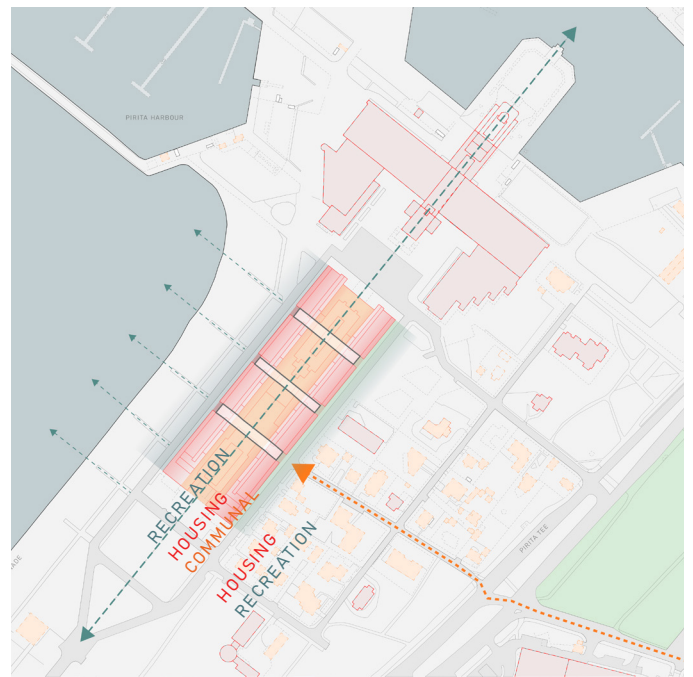 PIRITA HARBOUR
RECREATION
HOUSING
COMMUNAL
HOUSING
RECREATION
PIRITA TEE
ADE